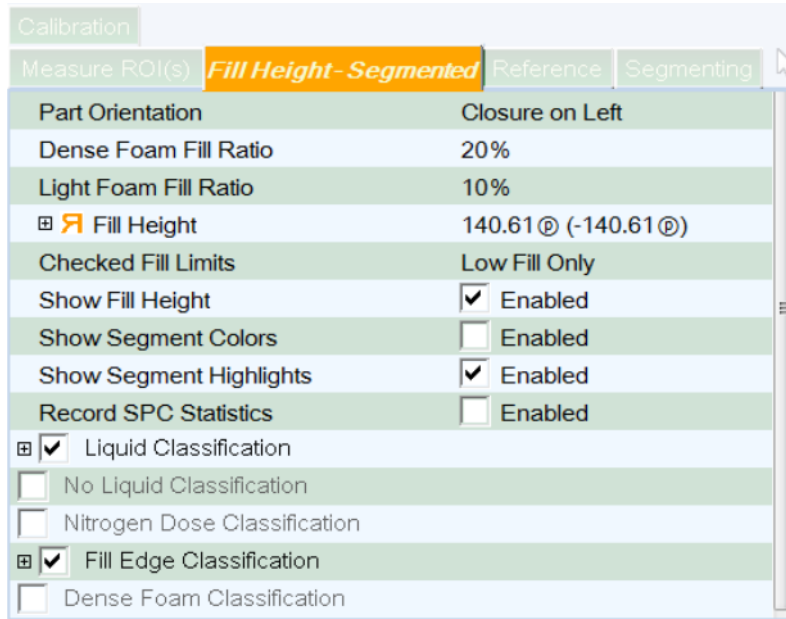 Calibration
Measure ROI(s) Fill Height-Segmented Reference Segmenting
Part Orientation Closure on Left
Dense Foam Fill Ratio 20%
Light Foam Fill Ratio 10%
Я Fill Height 140.61ⓟ (-140.61ⓟ)
Checked Fill Limits Low Fill Only
Show Fill Height Enabled
Show Segment Colors Enabled
Show Segment Highlights Enabled
Record SPC Statistics Enabled
Liquid Classification
No Liquid Classification
Nitrogen Dose Classification
Fill Edge Classification
Dense Foam Classification